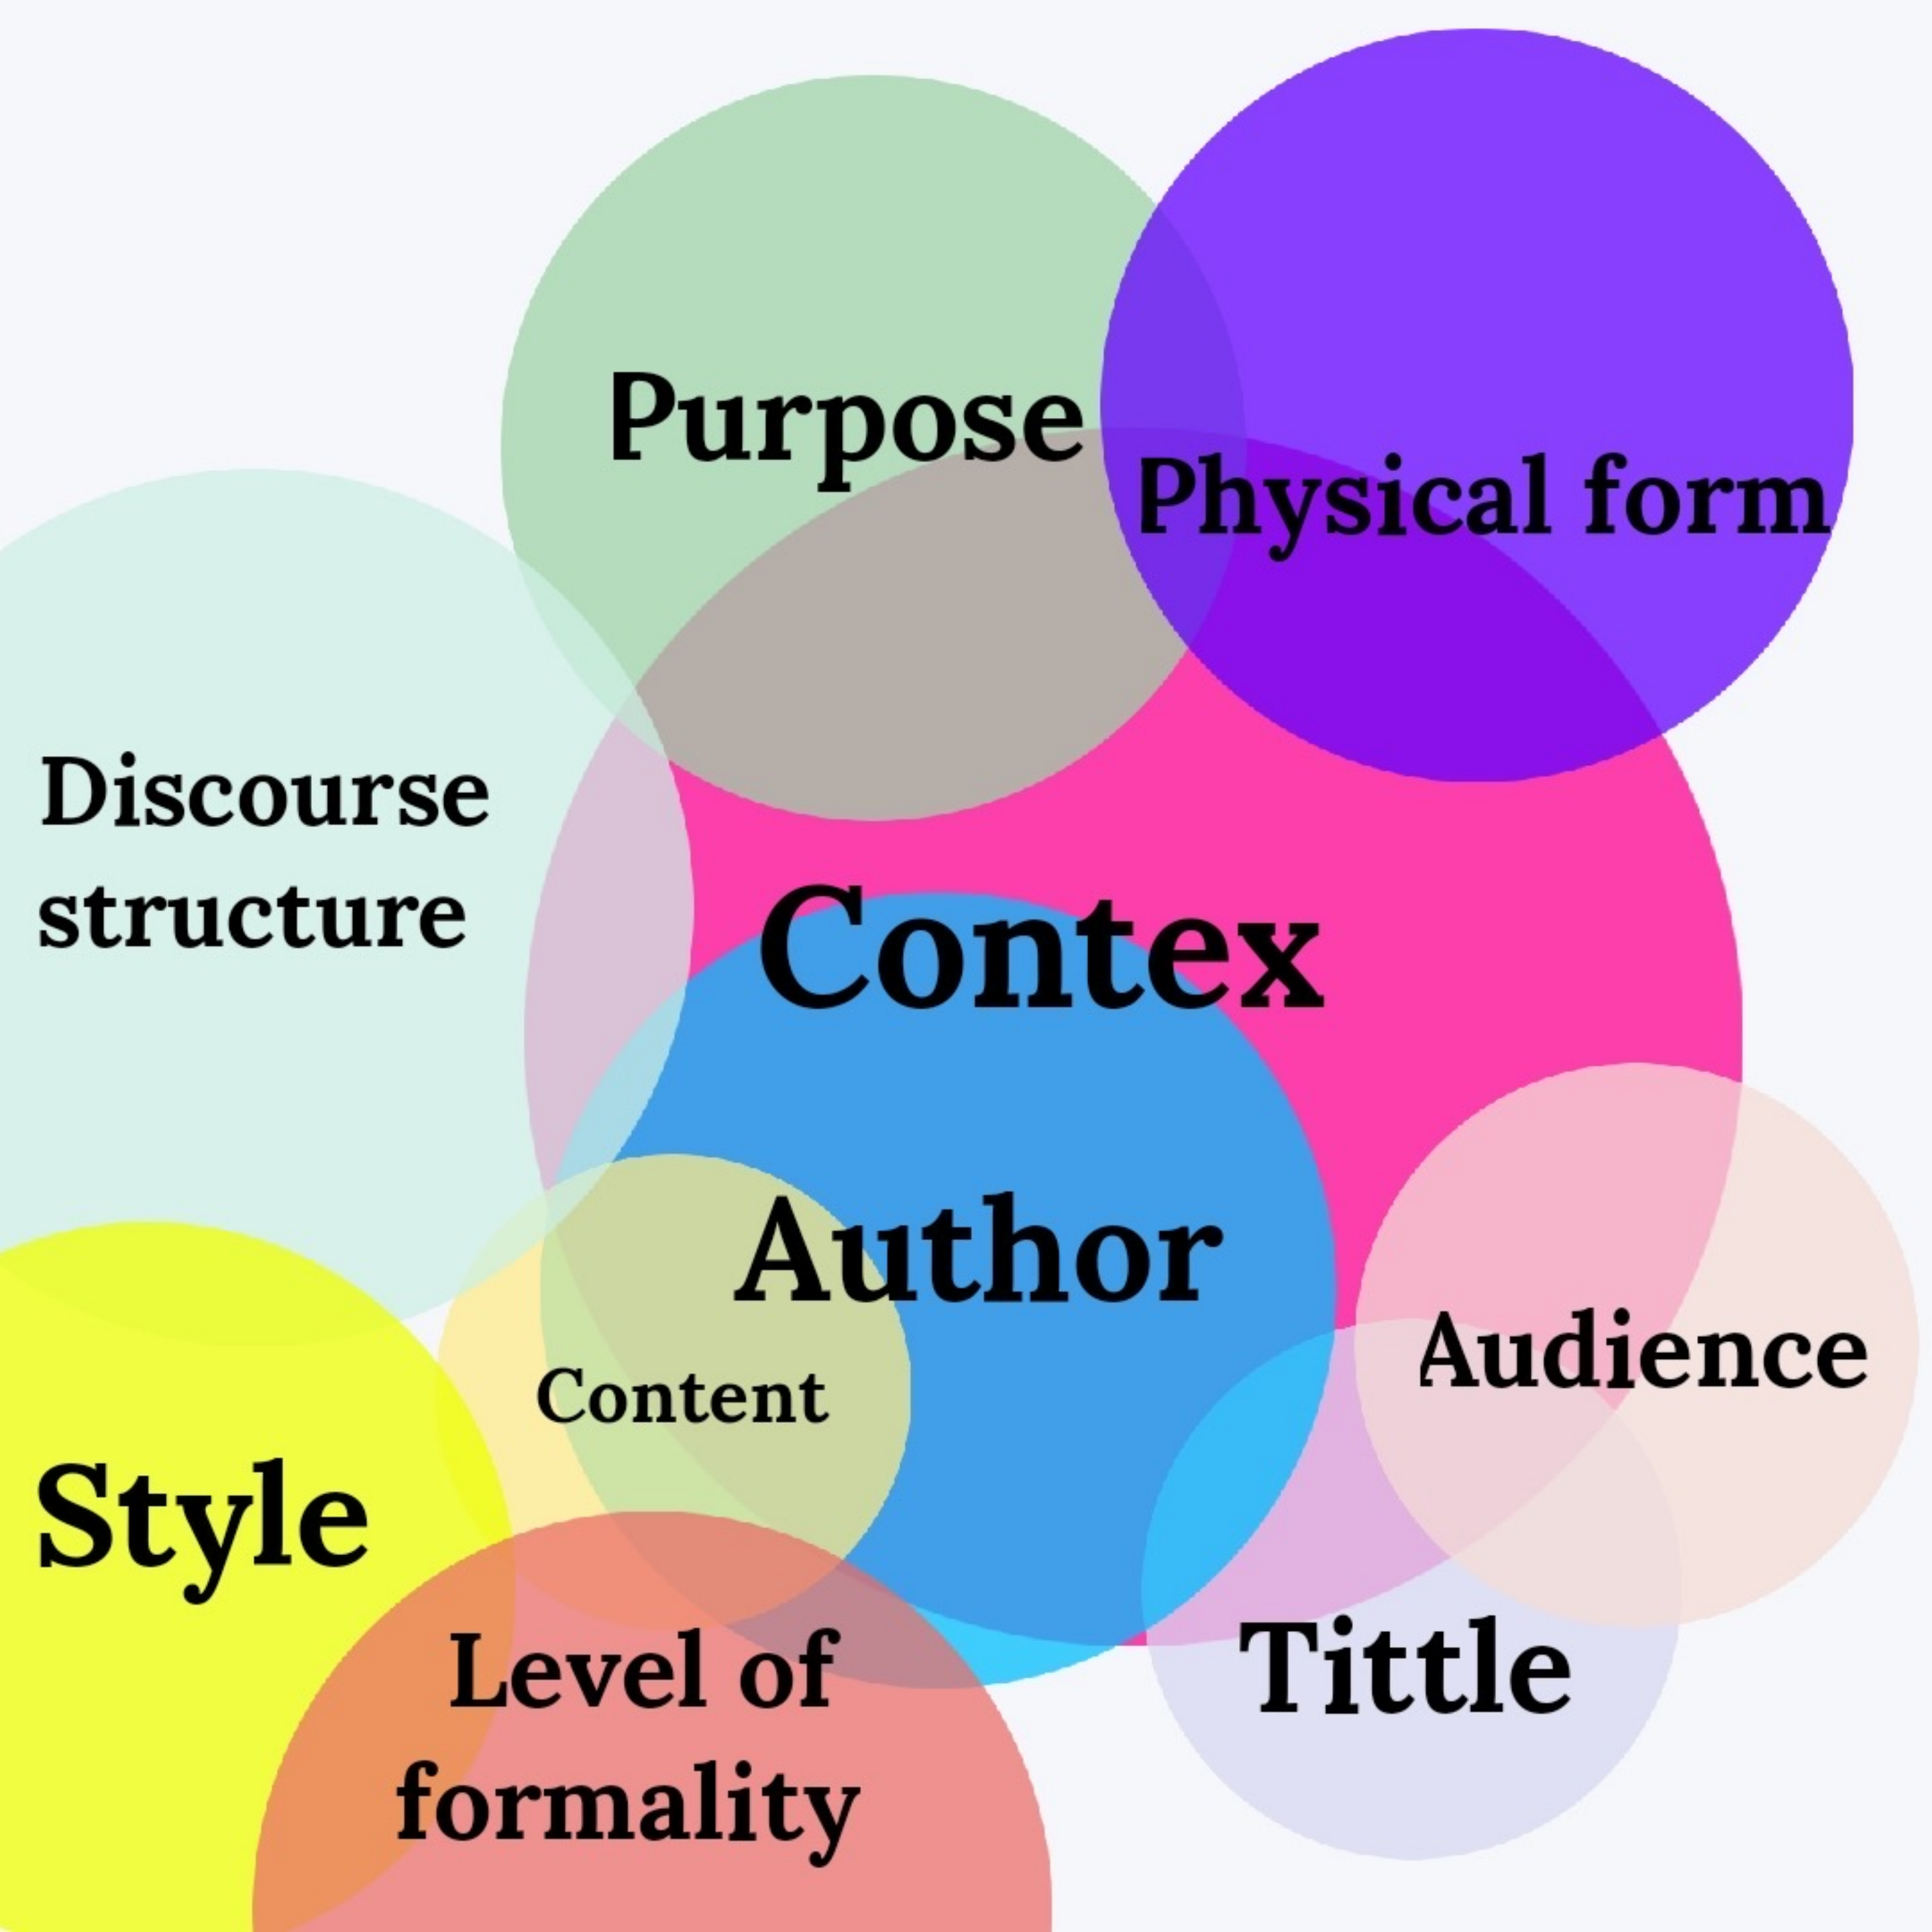 Purpose
Physical form
Discourse
structure
Contex
Author
Audience
Content
Style
Level of
formality
Tittle